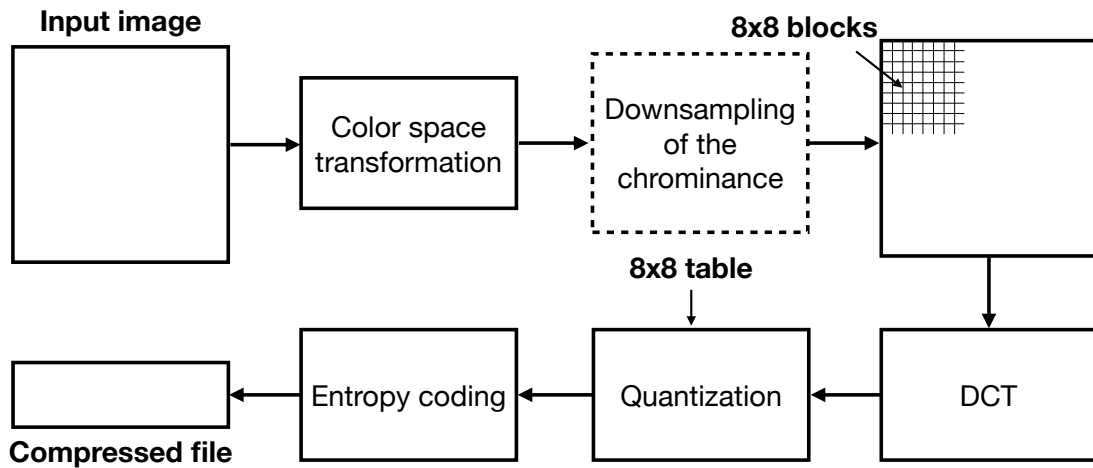 Input image
8x8 blocks
Color space
transformation
Downsampling
of the
chrominance
8x8 table
Entropy coding
Quantization
DCT
Compressed file